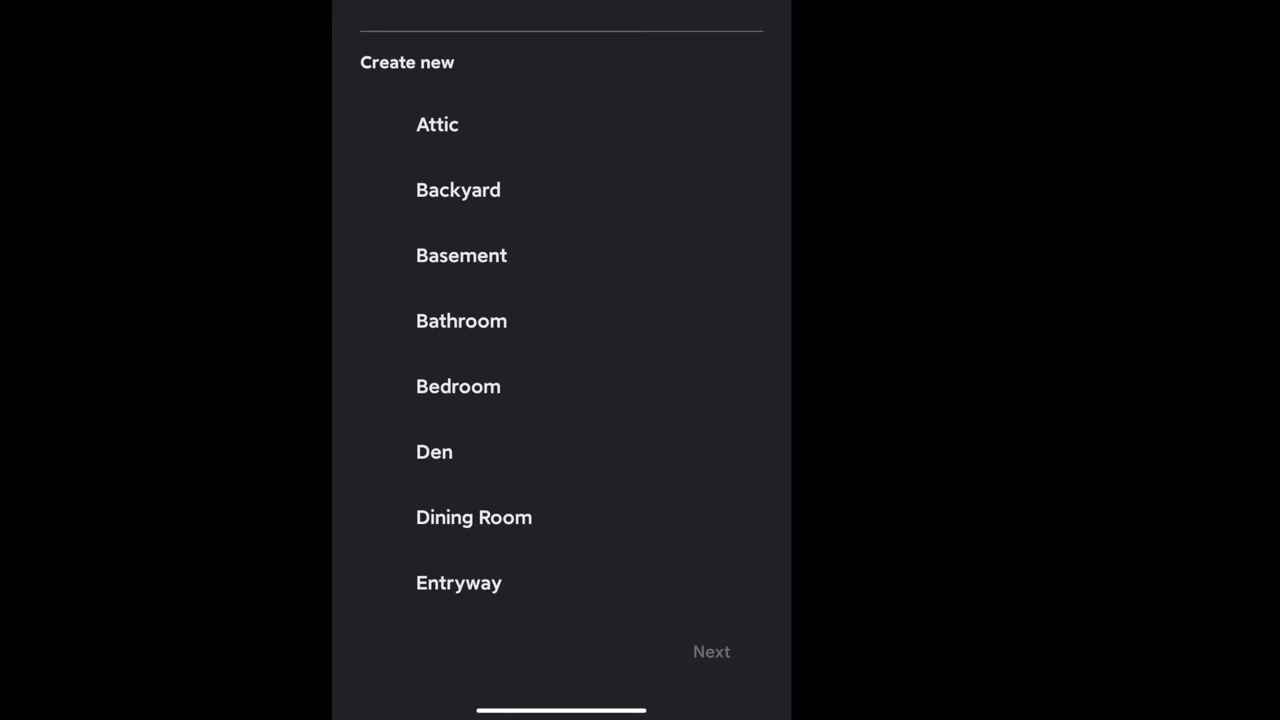 Create new
Attic
Backyard
Basement
Bathroom
Bedroom
Den
Dining Room
Entryway
Next